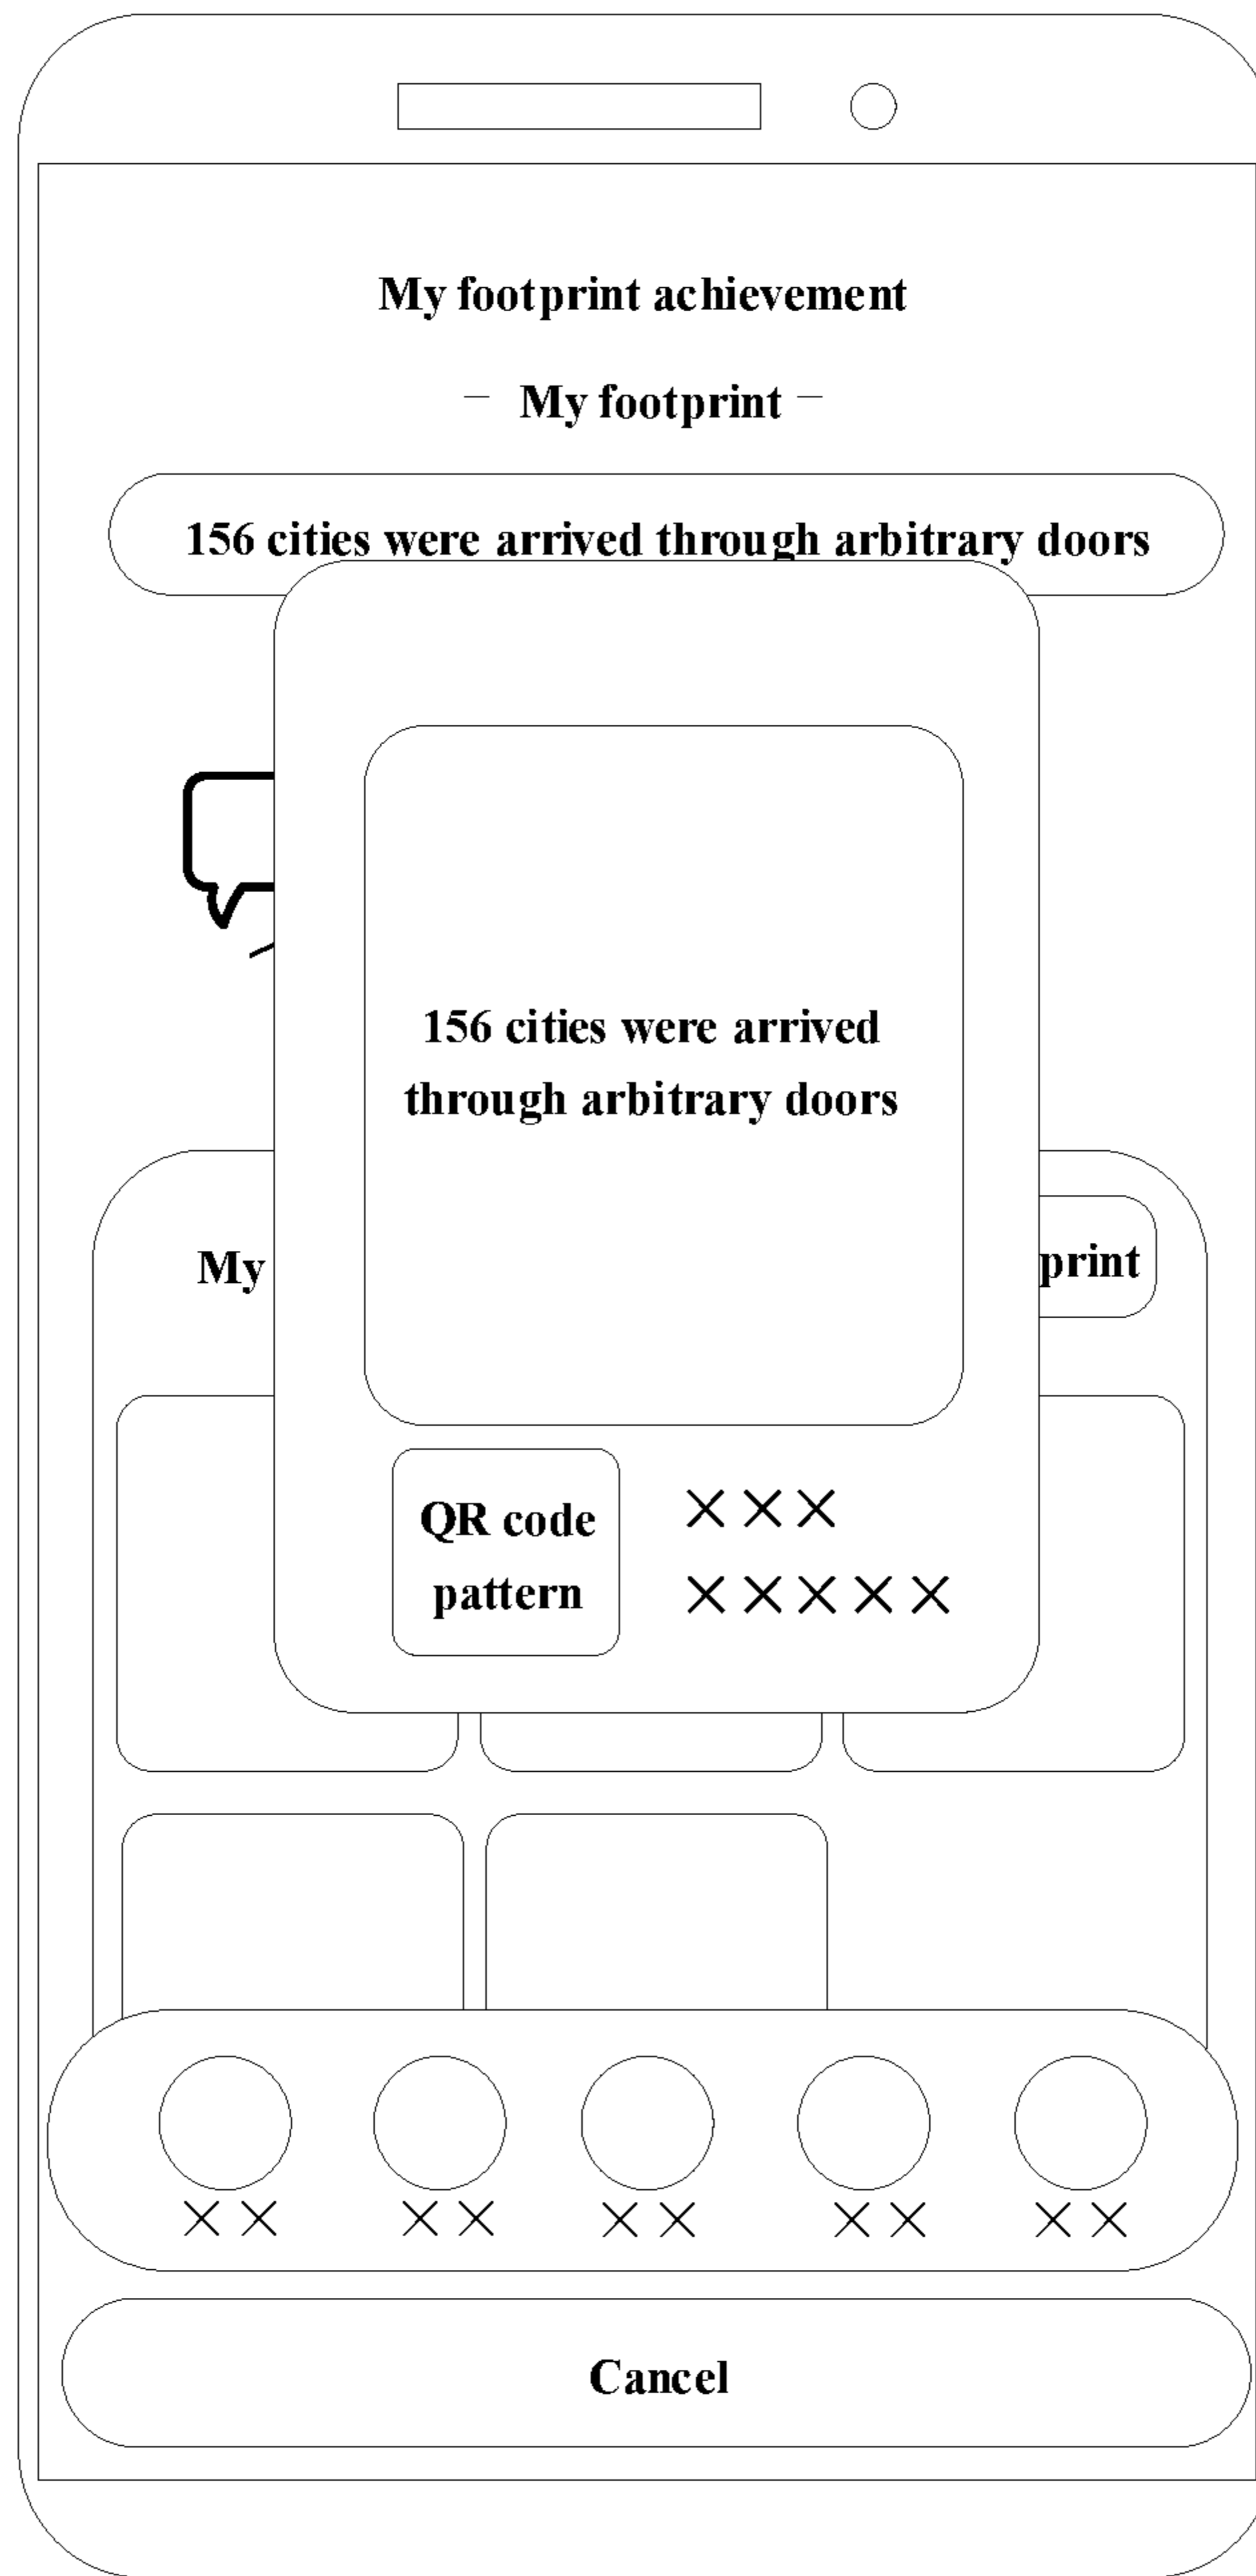 My footprint achievement
— My footprint —
156 cities were arrived through arbitrary doors
156 cities were arrived
through arbitrary doors
My
print
QR code
pattern
×××
×××××
×× ×× ×× ×× ××
Cancel